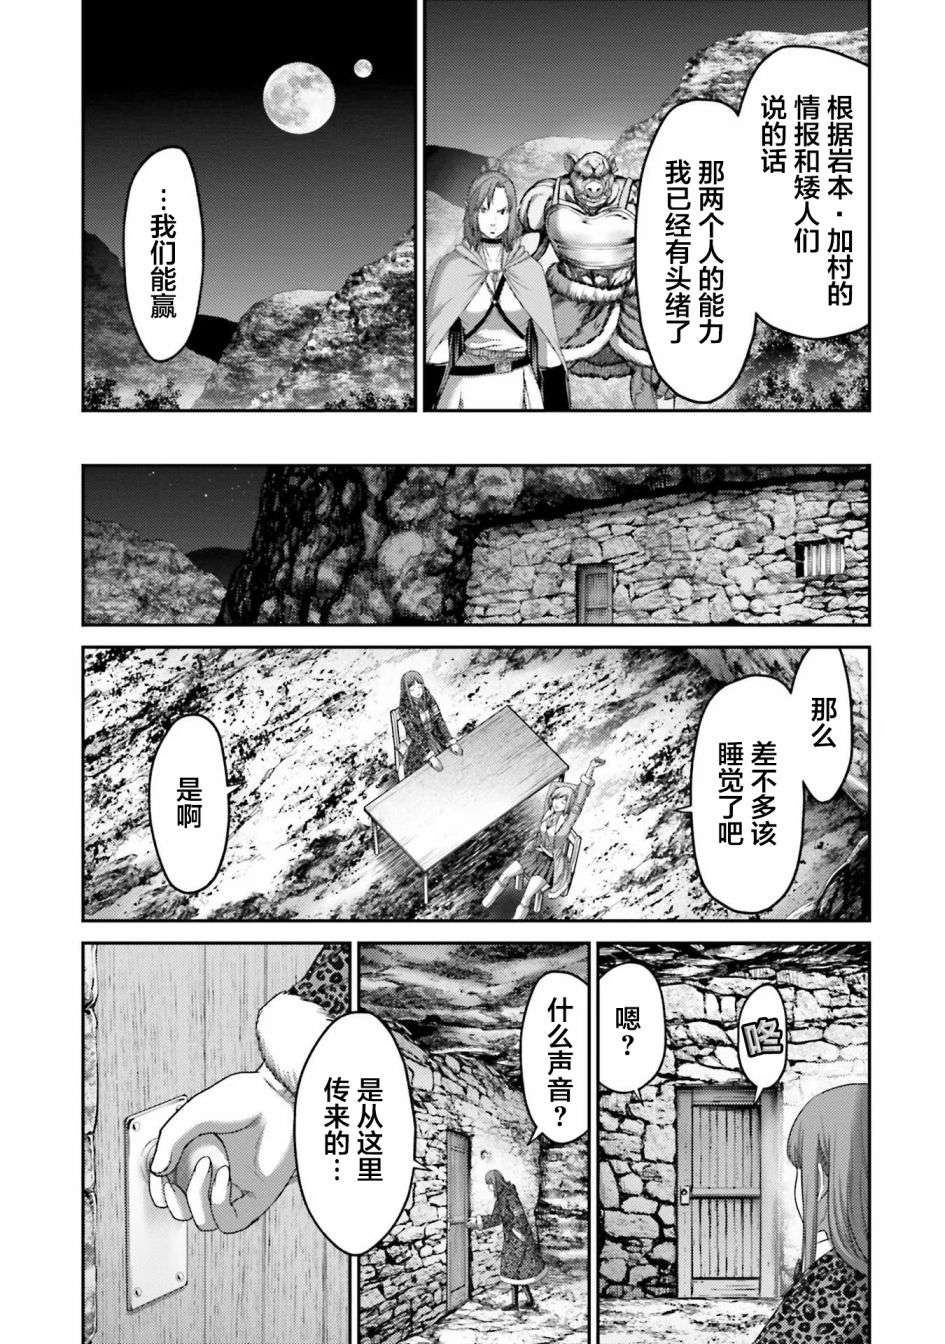 根据岩本·加村的
情报和矮人们
说的话
那两个人的能力
我已经有头绪了
…我们能赢
那么
差不多该
睡觉了吧
是啊
咚
嗯?
什么声音?
是从这里
传来的…